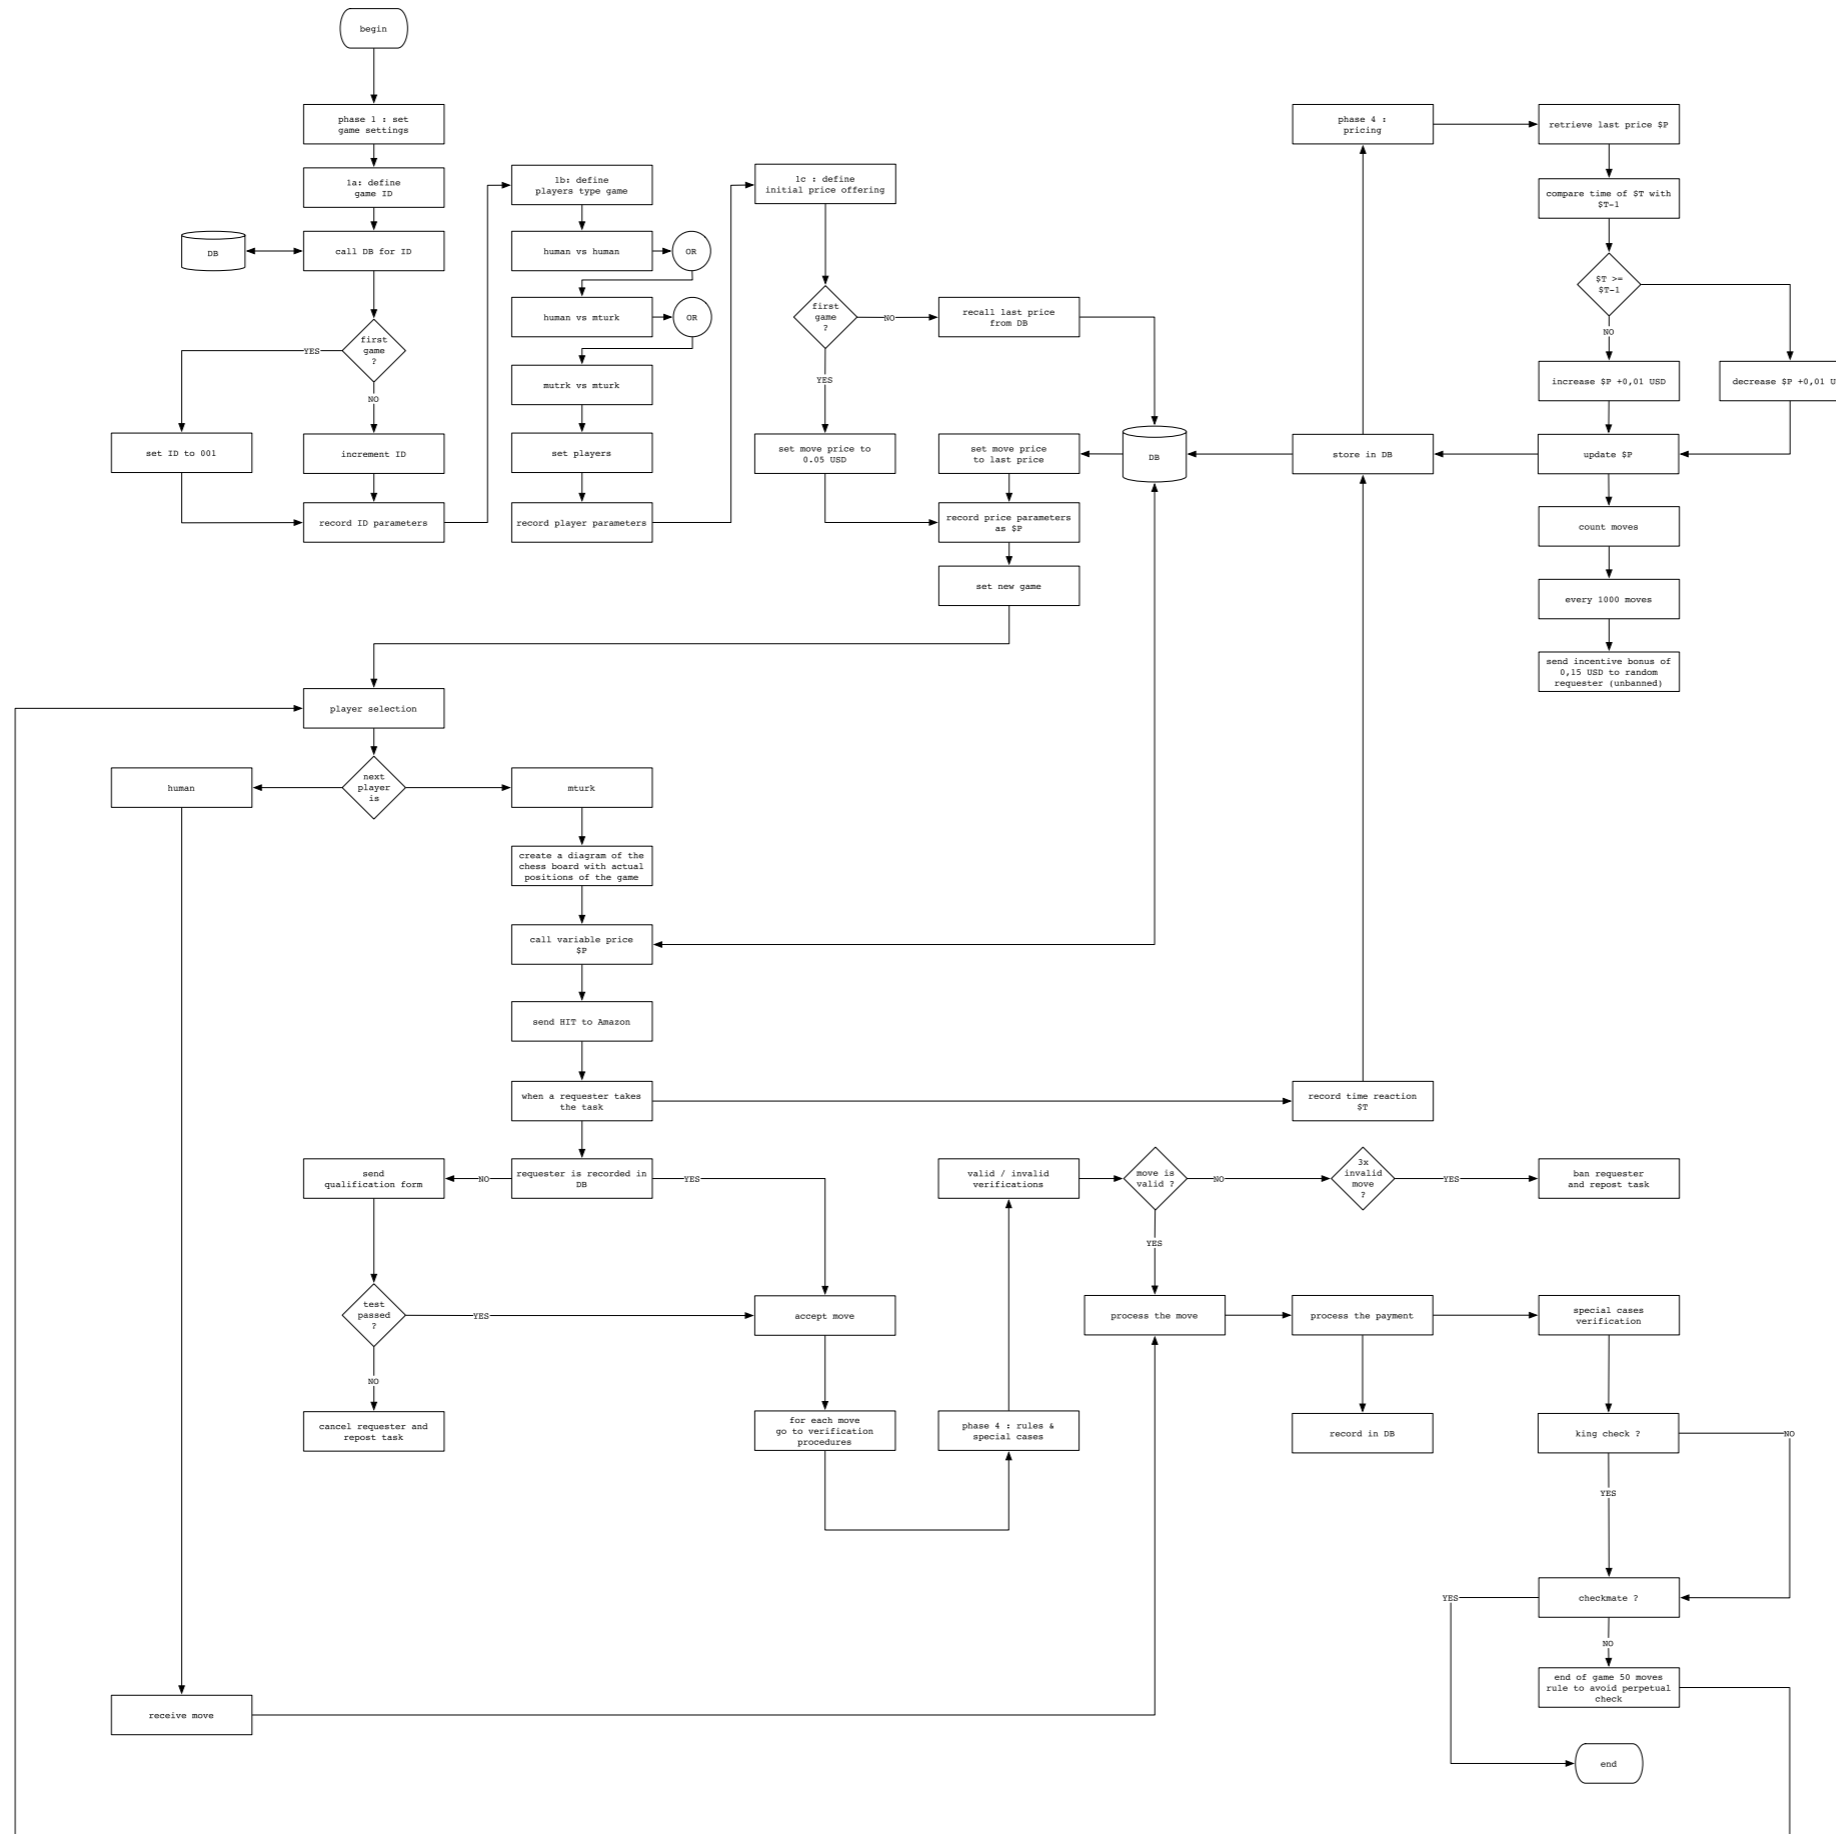 begin
phase 1 : set
game settings
1a: define
game ID
call DB for ID
DB
first
game
?
YES
NO
set ID to 001
increment ID
record ID parameters
1b: define
players type game
human vs human
OR
human vs mturk
OR
mutrk vs mturk
set players
record player parameters
1c : define
initial price offering
first
game
?
NO
YES
recall last price
from DB
set move price to
0.05 USD
set move price
to last price
DB
record price parameters
as $P
set new game
phase 4 :
pricing
retrieve last price $P
compare time of $T with
$T-1
$T >=
$T-1
NO
increase $P +0,01 USD
decrease $P +0,01 U
store in DB
update $P
count moves
every 1000 moves
send incentive bonus of
0,15 USD to random
requester (unbanned)
player selection
next
player
is
human
mturk
create a diagram of the
chess board with actual
positions of the game
call variable price
$P
send HIT to Amazon
when a requester takes
the task
record time reaction
$T
requester is recorded in
DB
NO
YES
send
qualification form
test
passed
?
YES
NO
cancel requester and
repost task
accept move
for each move
go to verification
procedures
phase 4 : rules &
special cases
valid / invalid
verifications
move is
valid ?
NO
YES
3x
invalid
move
?
YES
ban requester
and repost task
process the move
process the payment
record in DB
special cases
verification
king check ?
NO
YES
checkmate ?
YES
NO
end of game 50 moves
rule to avoid perpetual
check
receive move
end